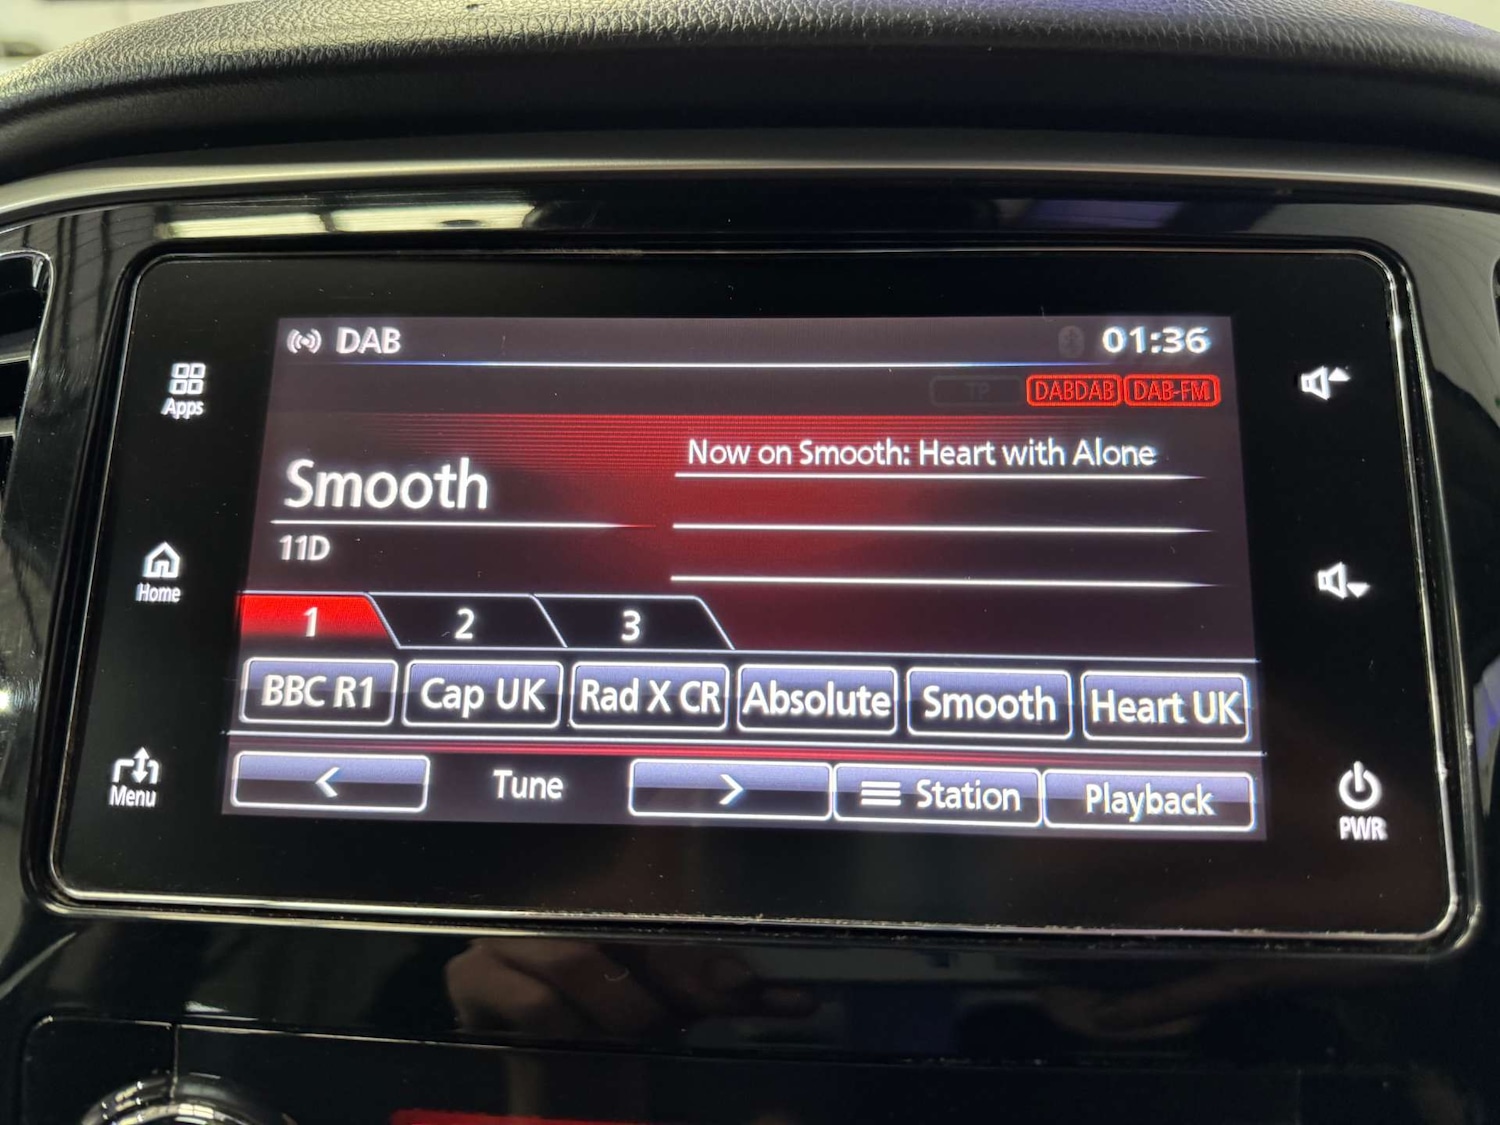 DAB
01:36
TP
DABDAB
DAB-FM
Apps
Smooth
Now on Smooth: Heart with Alone
11D
Home
1
2
3
BBC R1
Cap UK
Rad X CR
Absolute
Smooth
Heart UK
Menu
<
Tune
>
Station
Playback
PWR